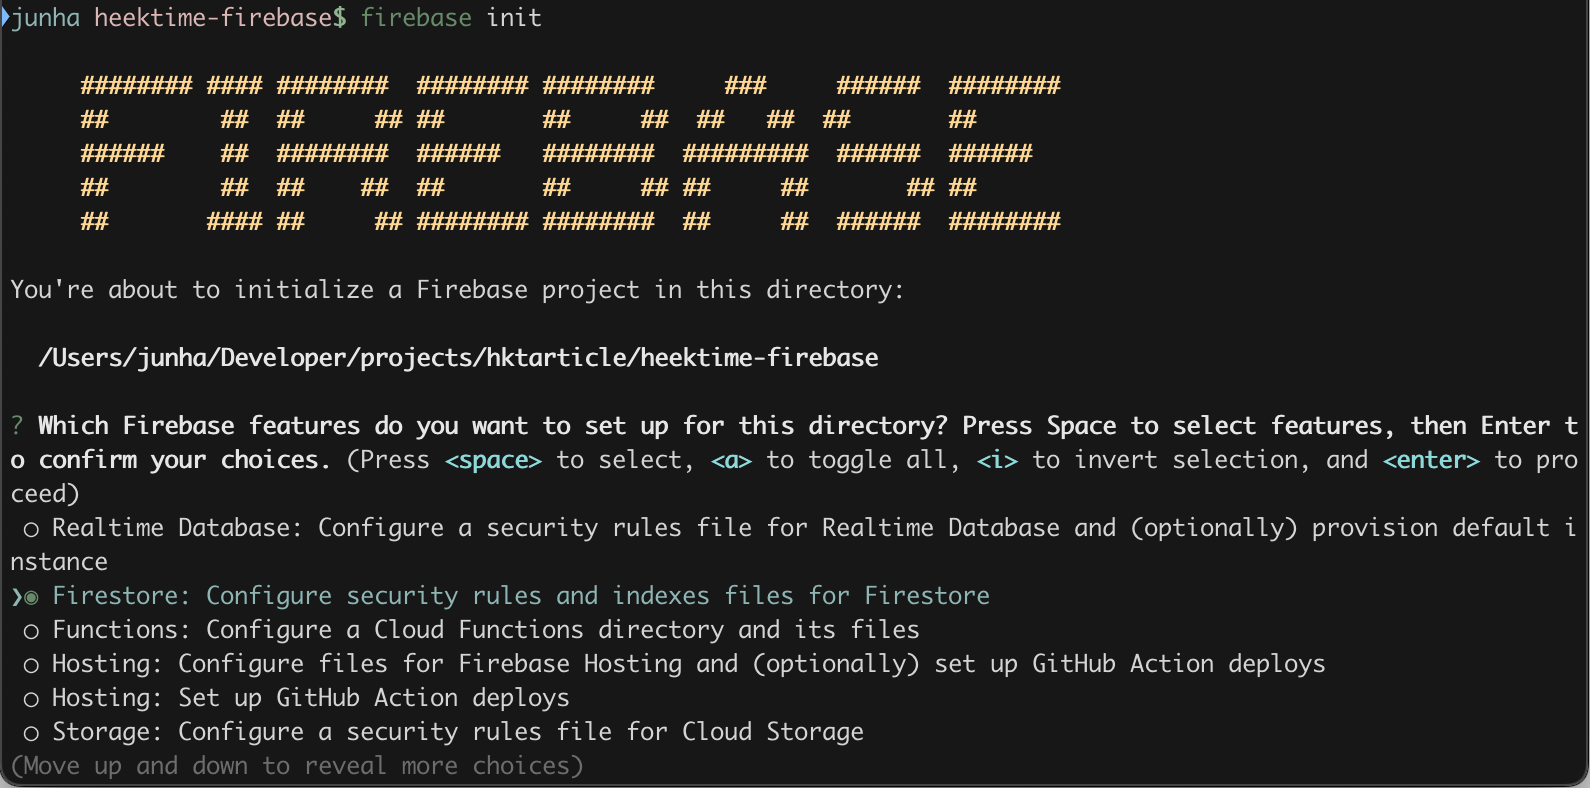 junha heektime-firebase$ firebase init
######## #### ########  ######## ########     ###     ######  ########
##        ##  ##     ## ##       ##     ##  ##   ##  ##       ##
######    ##  ########  ######   ########  #########  ######  ######
##        ##  ##    ##  ##       ##     ## ##     ##       ## ##
##       #### ##     ## ######## ########  ##     ##  ######  ########
You're about to initialize a Firebase project in this directory:
/Users/junha/Developer/projects/hktarticle/heektime-firebase
? Which Firebase features do you want to set up for this directory? Press Space to select features, then Enter t
o confirm your choices. (Press <space> to select, <a> to toggle all, <i> to invert selection, and <enter> to pro
ceed)
◯ Realtime Database: Configure a security rules file for Realtime Database and (optionally) provision default i
nstance
❯◉ Firestore: Configure security rules and indexes files for Firestore
◯ Functions: Configure a Cloud Functions directory and its files
◯ Hosting: Configure files for Firebase Hosting and (optionally) set up GitHub Action deploys
◯ Hosting: Set up GitHub Action deploys
◯ Storage: Configure a security rules file for Cloud Storage
(Move up and down to reveal more choices)